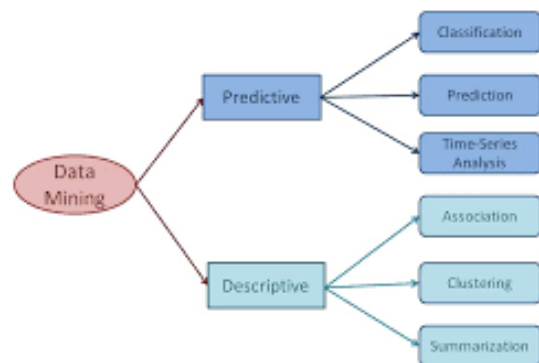 Classification
Predictive
Prediction
Time-Series
Analysis
Data
Mining
Association
Descriptive
Clustering
Summarization